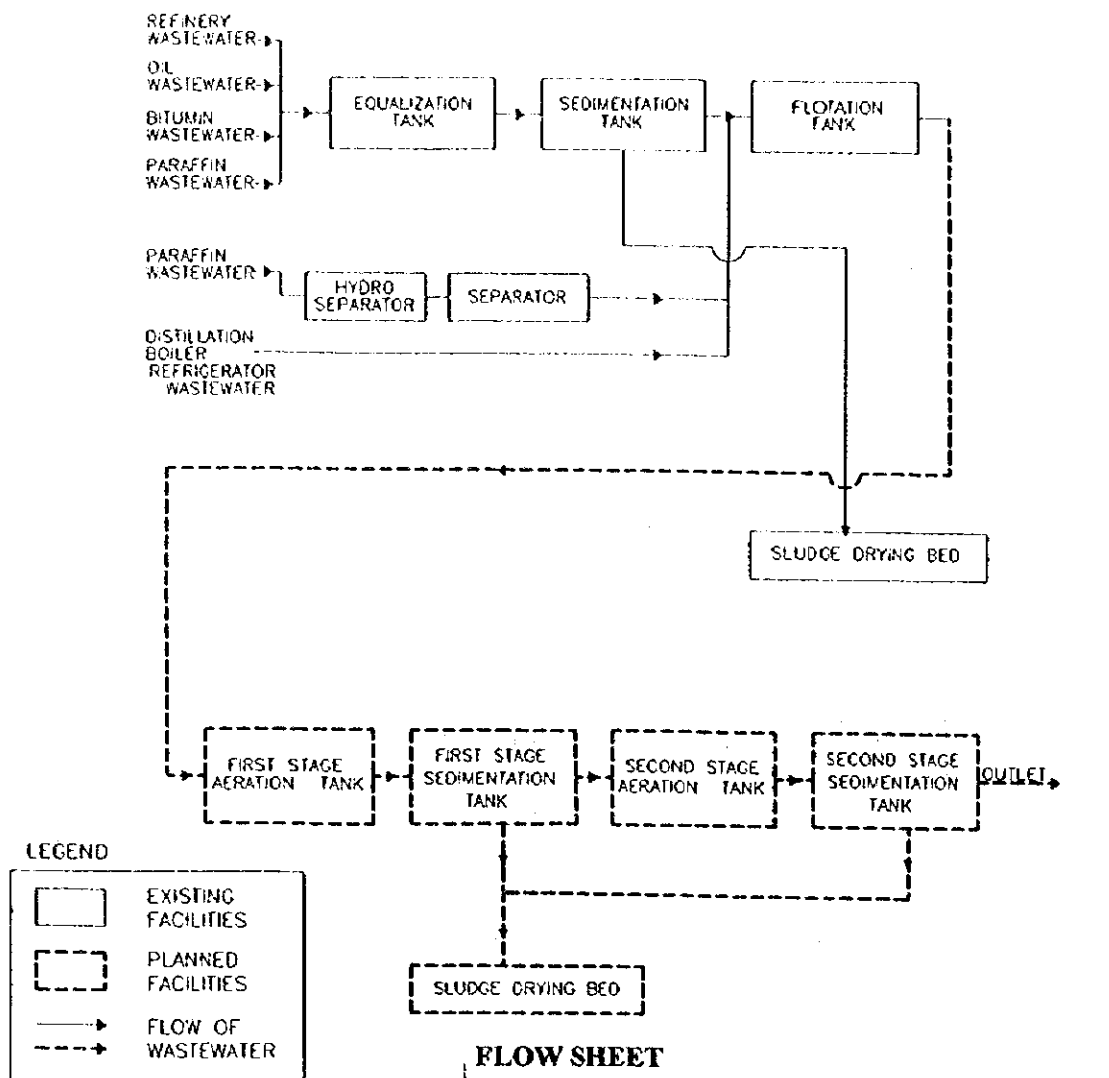 REFINERY
WASTEWATER
OIL
WASTEWATER
BITUMIN
WASTEWATER
PARAFFIN
WASTEWATER
EQUALIZATION
TANK
SEDIMENTATION
TANK
FLOTATION
TANK
PARAFFIN
WASTEWATER
HYDRO
SEPARATOR
SEPARATOR
DISTILLATION
BOILER
REFRIGERATOR
WASTEWATER
SLUDGE DRYING BED
FIRST STAGE
AERATION TANK
FIRST STAGE
SEDIMENTATION
TANK
SECOND STAGE
AERATION TANK
SECOND STAGE
SEDIMENTATION
TANK
OUTLET
SLUDGE DRYING BED
LEGEND
EXISTING
FACILITIES
PLANNED
FACILITIES
FLOW OF
WASTEWATER
FLOW SHEET